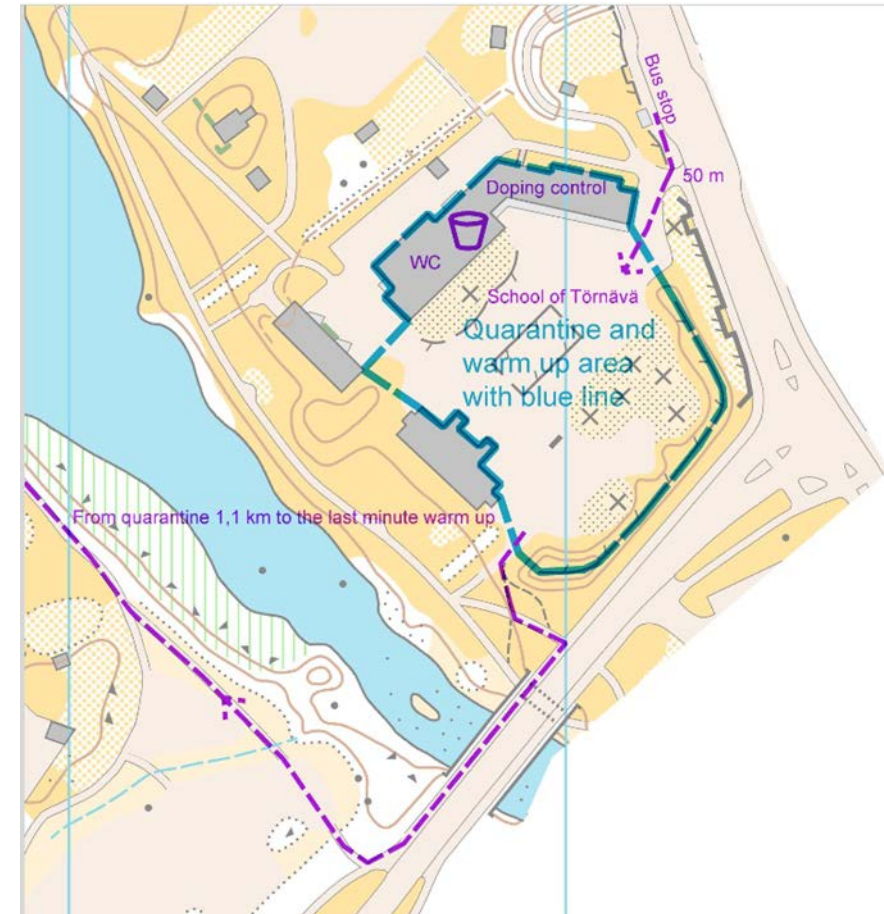 Bus stop
50 m
Doping control
WC
School of Törnävä
Quarantine and
warm up area
with blue line
From quarantine 1,1 km to the last minute warm up